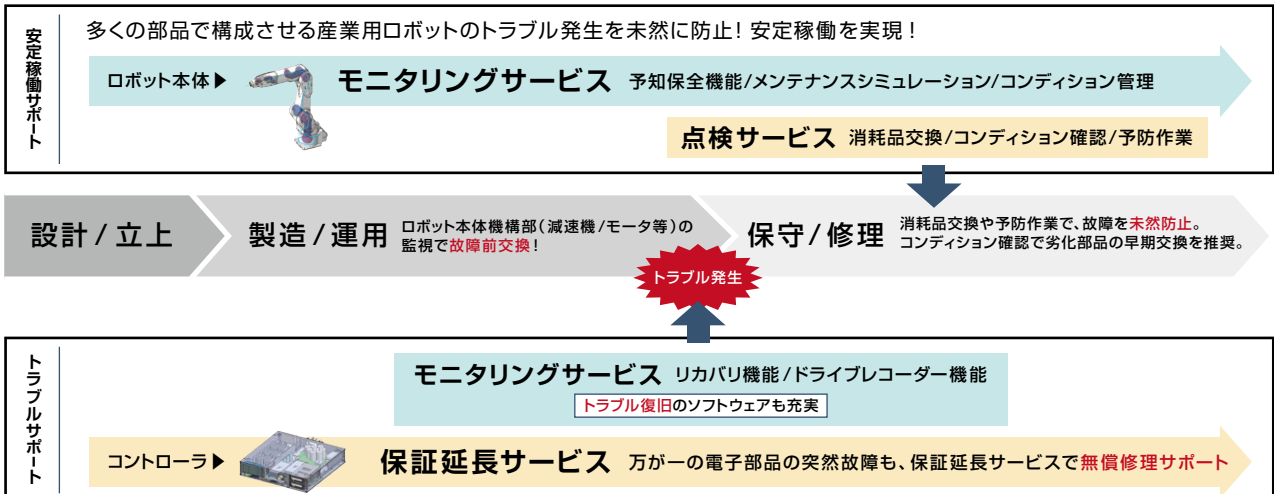 安定稼働サポート
多くの部品で構成させる産業用ロボットのトラブル発生を未然に防止！安定稼働を実現！
ロボット本体▶
モニタリングサービス 予知保全機能/メンテナンスシミュレーション/コンディション管理
点検サービス 消耗品交換/コンディション確認/予防作業
設計/立上
製造/運用
ロボット本体機構部（減速機/モータ等）の
監視で故障前交換！
保守/修理
消耗品交換や予防作業で、故障を未然防止。
コンディション確認で劣化部品の早期交換を推奨。
トラブル発生
トラブルサポート
モニタリングサービス リカバリ機能/ドライブレコーダー機能
トラブル復旧のソフトウェアも充実
コントローラ▶
保証延長サービス 万が一の電子部品の突然故障も、保証延長サービスで無償修理サポート